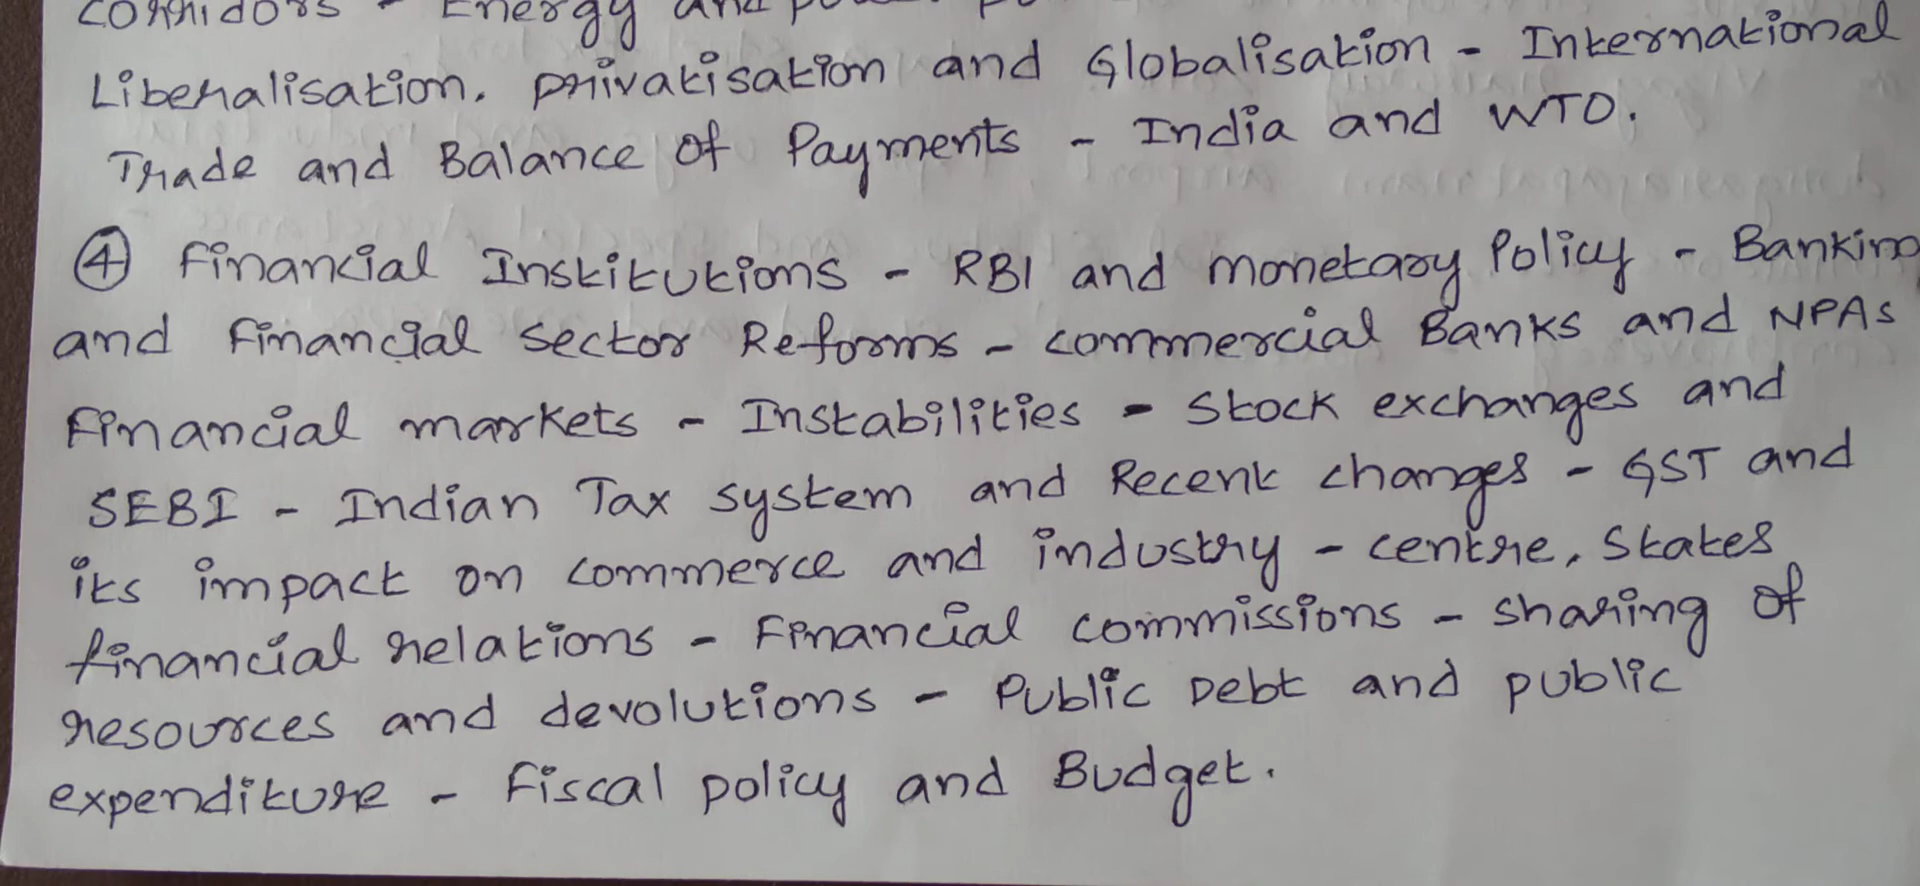 corridors - Energy and
Liberalisation, privatisation and Globalisation - International
Trade and Balance of Payments - India and WTO.
④ Financial Institutions - RBI and monetary Policy - Banking
and Financial sector Reforms - commercial Banks and NPAs
Financial markets - Instabilities - Stock exchanges and
SEBI - Indian Tax system and Recent changes - GST and
its impact on commerce and industry - centre, States
financial relations - Financial commissions - sharing of
resources and devolutions - Public Debt and public
expenditure - Fiscal policy and Budget.